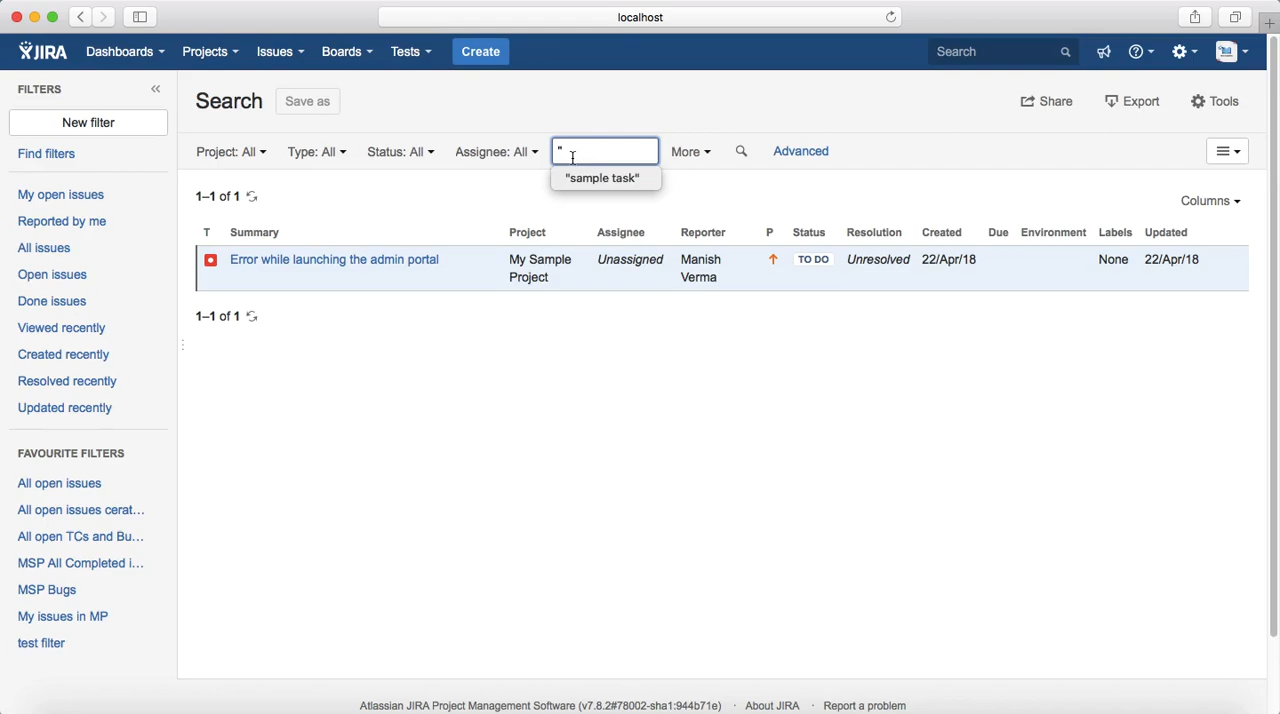 localhost
JIRA Dashboards Projects Issues Boards Tests Create Search
FILTERS
New filter
Find filters
My open issues
Reported by me
All issues
Open issues
Done issues
Viewed recently
Created recently
Resolved recently
Updated recently
FAVOURITE FILTERS
All open issues
All open issues cerat...
All open TCs and Bu...
MSP All Completed i...
MSP Bugs
My issues in MP
test filter
Search Save as Share Export Tools
Project: All Type: All Status: All Assignee: All " More Advanced
"sample task"
1–1 of 1
Columns
T Summary Project Assignee Reporter P Status Resolution Created Due Environment Labels Updated
Error while launching the admin portal My Sample Unassigned Manish TO DO Unresolved 22/Apr/18 None 22/Apr/18
Project Verma
1–1 of 1
Atlassian JIRA Project Management Software (v7.8.2#78002-sha1:944b71e) · About JIRA · Report a problem